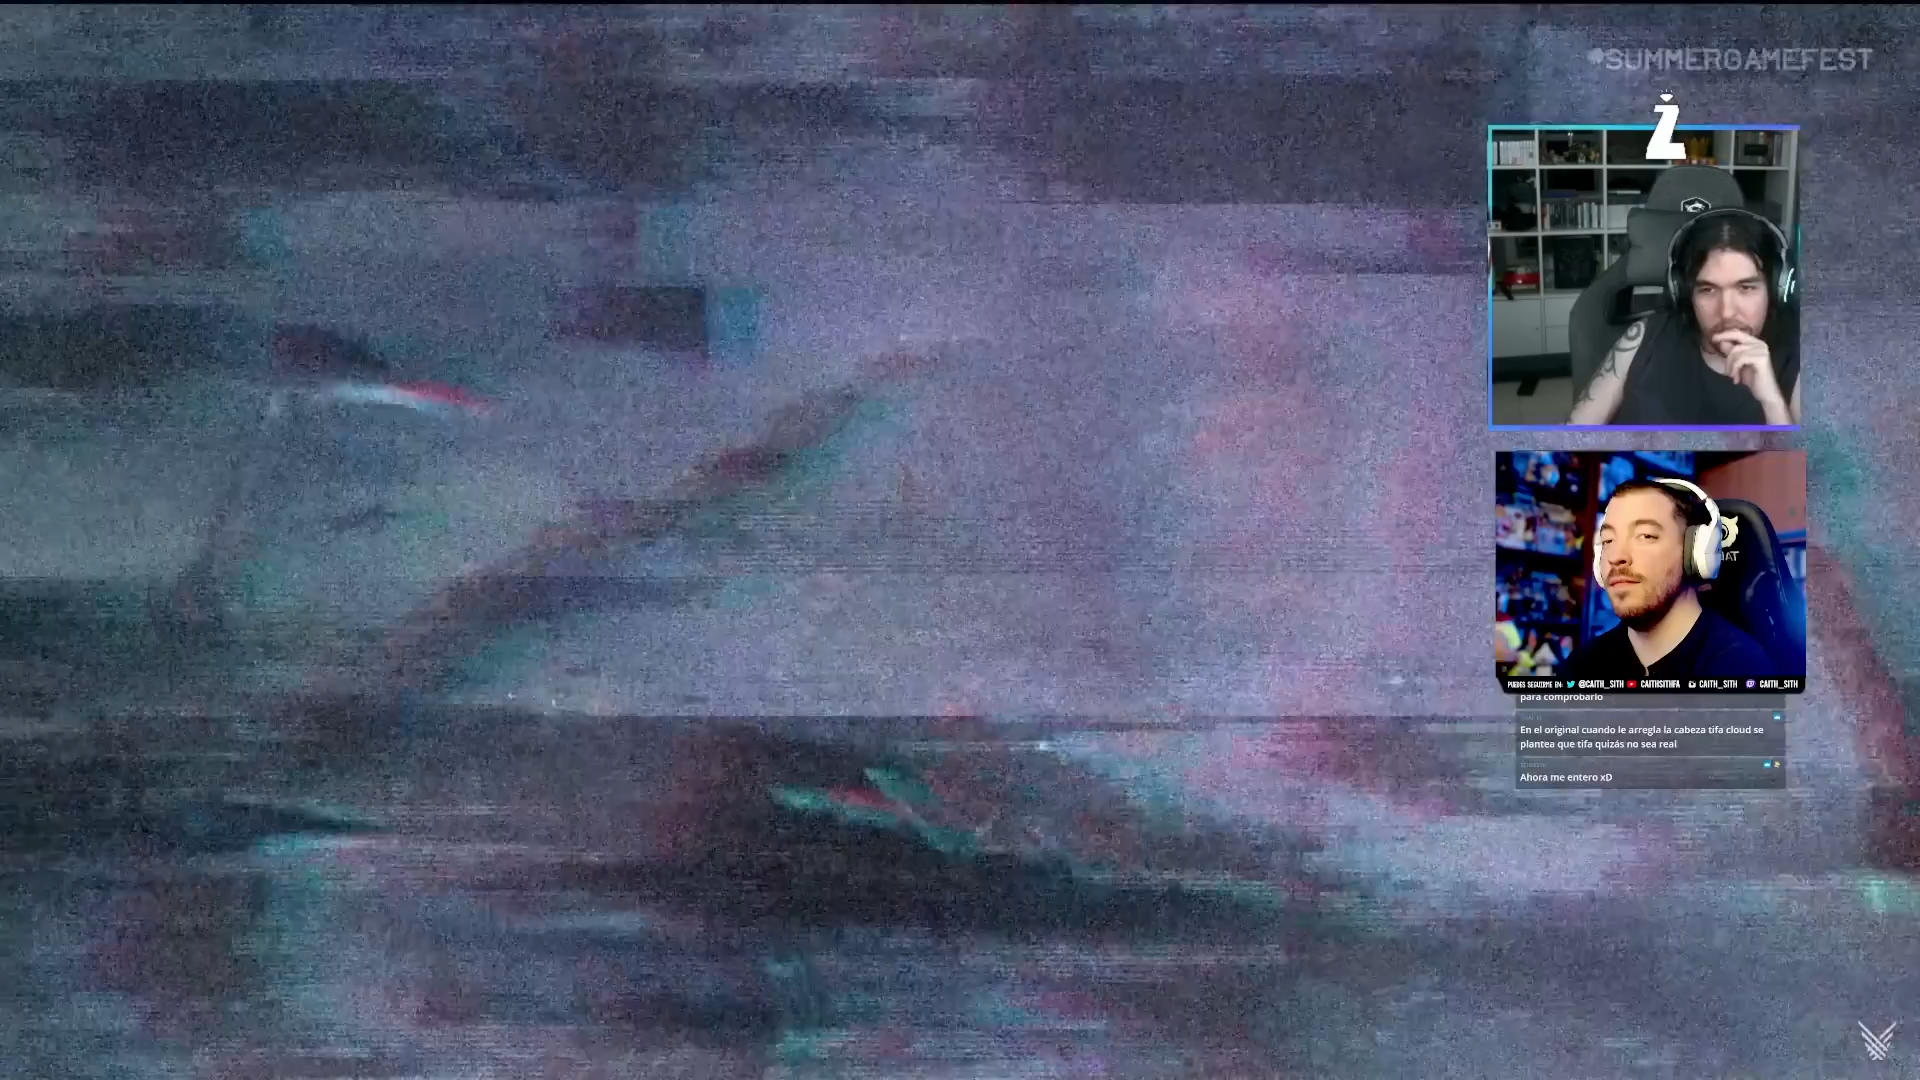 #SUMMERGAMEFEST
Z
PUEDES SEGUIRME EN: @CAITH_SITH CAITHSITHFA CAITH_SITH CAITH_SITH
para comprobarlo
En el original cuando le arregla la cabeza tifa cloud se
plantea que tifa quizás no sea real
Ahora me entero xD